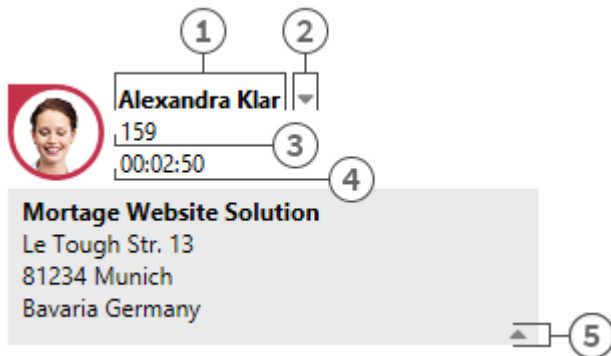 1 2
Alexandra Klar
159
3
00:02:50
4
Mortage Website Solution
Le Tough Str. 13
81234 Munich
Bavaria Germany
5